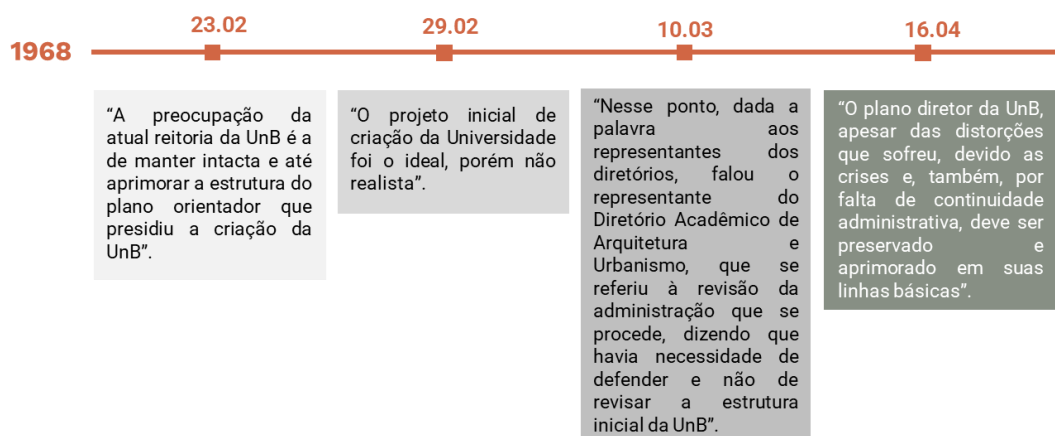 23.02
29.02
10.03
16.04
1968
“A preocupação da
atual reitoria da UnB é a
de manter intacta e até
aprimorar a estrutura do
plano orientador que
presidiu a criação da
UnB”.
“O projeto inicial de
criação da Universidade
foi o ideal, porém não
realista”.
“Nesse ponto, dada a
palavra aos
representantes dos
diretórios, falou o
representante do
Diretório Acadêmico de
Arquitetura e
Urbanismo, que se
referiu à revisão da
administração que se
procede, dizendo que
havia necessidade de
defender e não de
revisar a estrutura
inicial da UnB”.
“O plano diretor da UnB,
apesar das distorções
que sofreu, devido as
crises e, também, por
falta de continuidade
administrativa, deve ser
preservado e
aprimorado em suas
linhas básicas”.